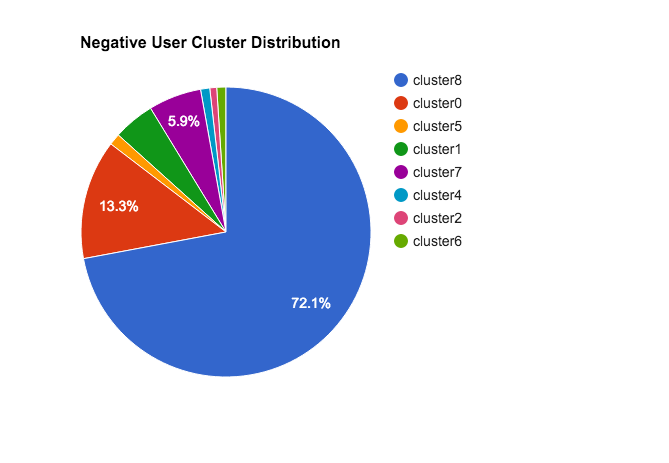 Negative User Cluster Distribution
cluster8
cluster0
cluster5
cluster1
cluster7
cluster4
cluster2
cluster6
5.9%
13.3%
72.1%